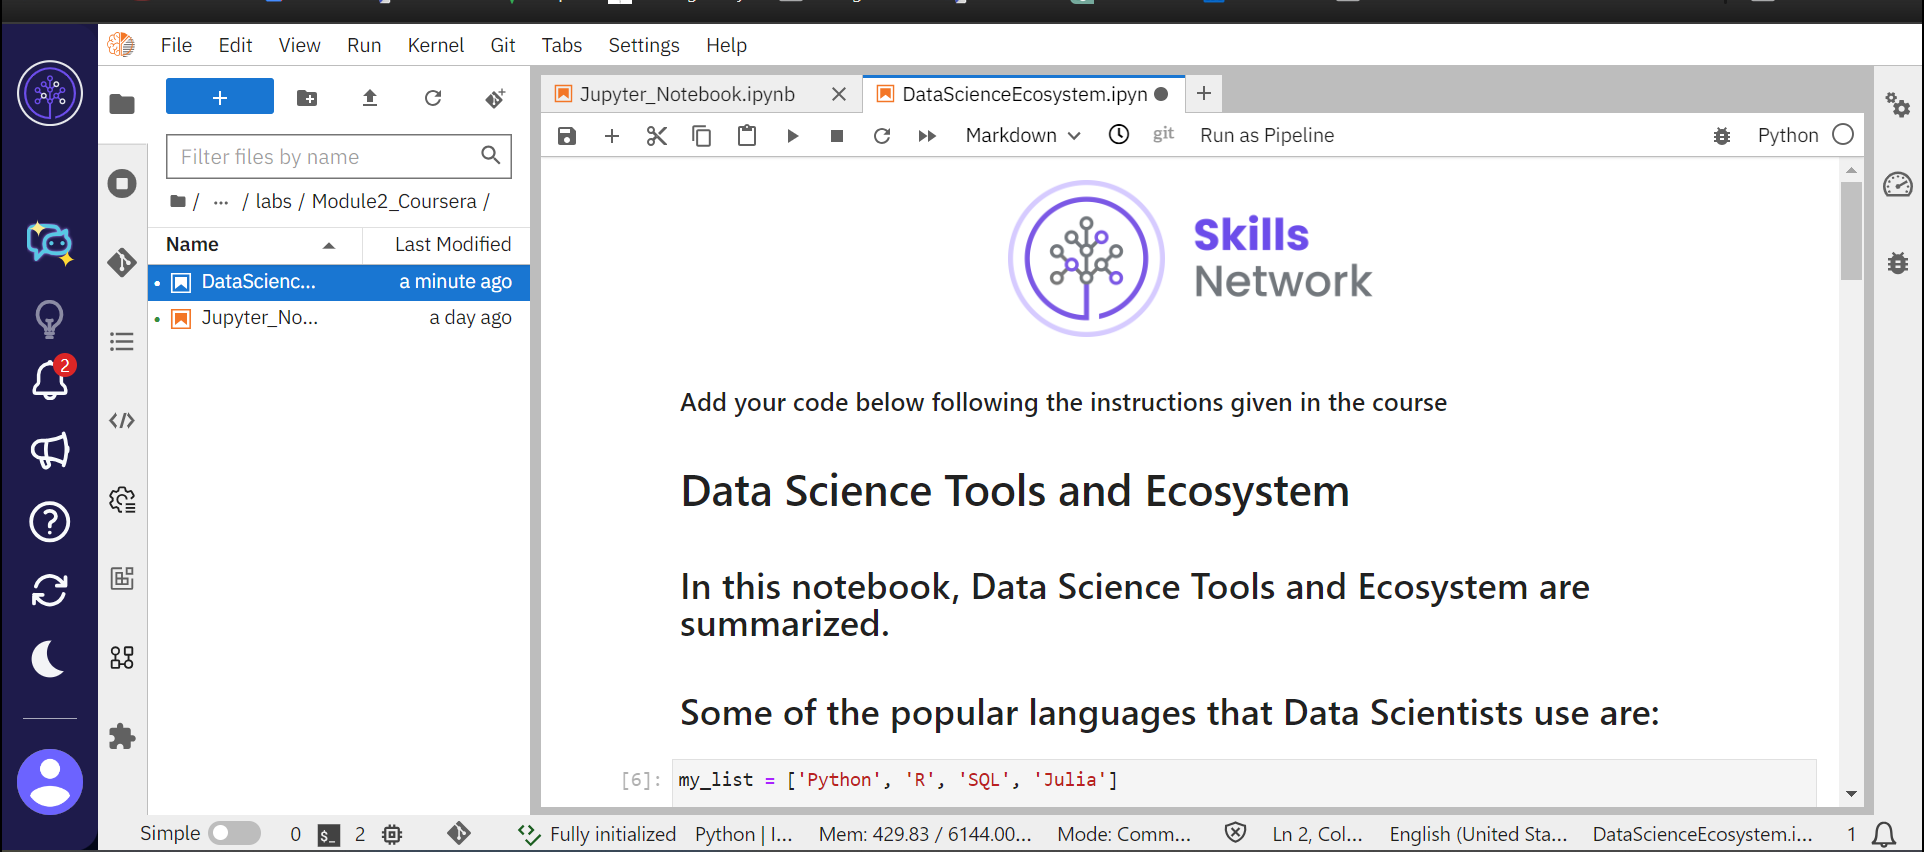 File Edit View Run Kernel Git Tabs Settings Help
+
Filter files by name
/ ... / labs / Module2_Coursera /
Name Last Modified
DataScienc... a minute ago
Jupyter_No... a day ago
2
Jupyter_Notebook.ipynb
DataScienceEcosystem.ipyn
Markdown git Run as Pipeline Python
Skills
Network
Add your code below following the instructions given in the course
Data Science Tools and Ecosystem
In this notebook, Data Science Tools and Ecosystem are
summarized.
Some of the popular languages that Data Scientists use are:
[6]: my_list = ['Python', 'R', 'SQL', 'Julia']
Simple 0 $_ 2 Fully initialized Python | I... Mem: 429.83 / 6144.00... Mode: Comm... Ln 2, Col... English (United Sta... DataScienceEcosystem.i... 1